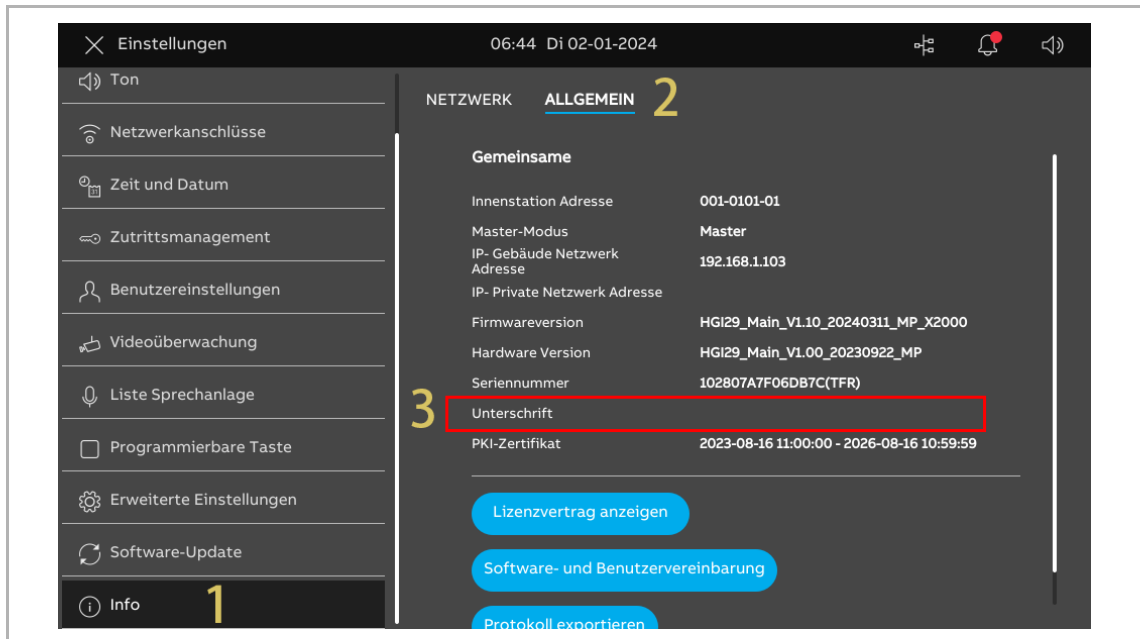 Einstellungen
06:44 Di 02-01-2024
Ton
Netzwerkanschlüsse
Zeit und Datum
Zutrittsmanagement
Benutzereinstellungen
Videoüberwachung
Liste Sprechanlage
Programmierbare Taste
Erweiterte Einstellungen
Software-Update
Info
1
NETZWERK ALLGEMEIN
2
Gemeinsame
Innenstation Adresse 001-0101-01
Master-Modus Master
IP- Gebäude Netzwerk
Adresse 192.168.1.103
IP- Private Netzwerk Adresse
Firmwareversion HGI29_Main_V1.10_20240311_MP_X2000
Hardware Version HGI29_Main_V1.00_20230922_MP
Seriennummer 102807A7F06DB7C(TFR)
3
Unterschrift
PKI-Zertifikat 2023-08-16 11:00:00 - 2026-08-16 10:59:59
Lizenzvertrag anzeigen
Software- und Benutzervereinbarung
Protokoll exportieren